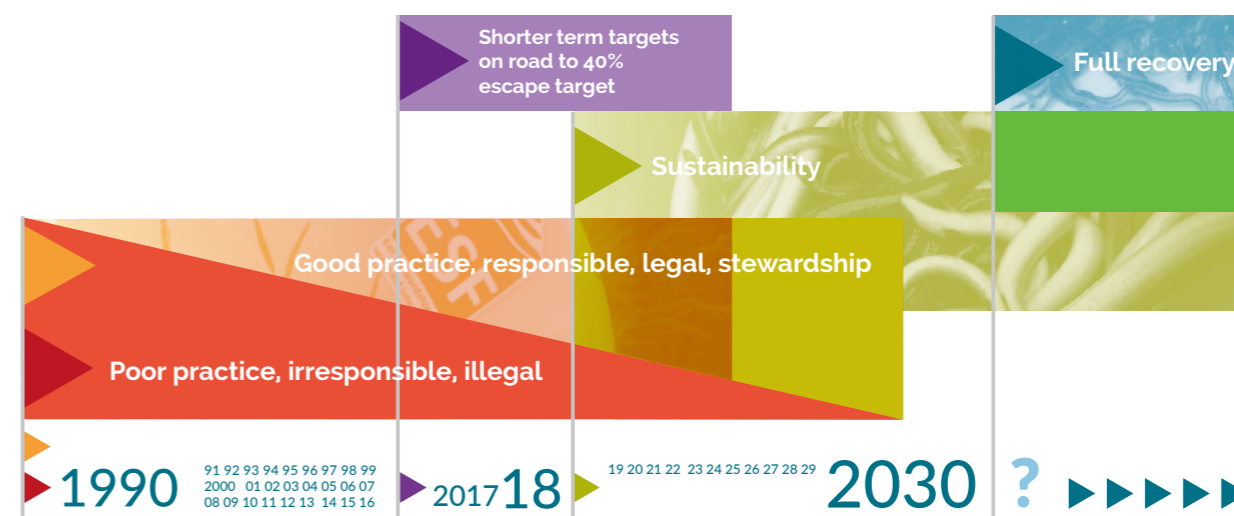 Shorter term targets
on road to 40%
escape target
Full recovery
Sustainability
Good practice, responsible, legal, stewardship
ESF
Poor practice, irresponsible, illegal
1990
91 92 93 94 95 96 97 98 99
2000 01 02 03 04 05 06 07
08 09 10 11 12 13 14 15 16
2017 18
19 20 21 22 23 24 25 26 27 28 29
2030
?